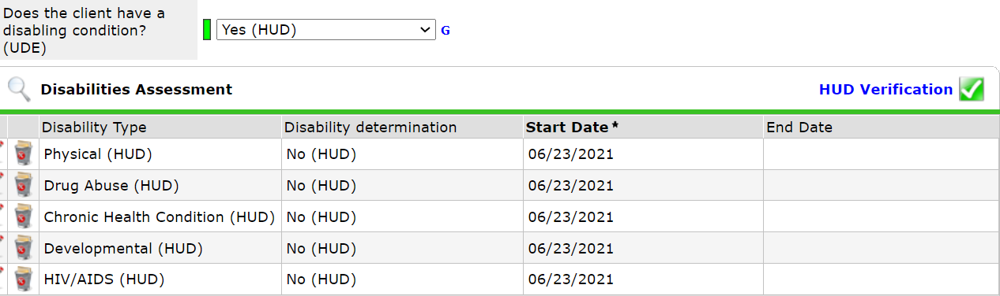 Does the client have a
disabling condition?
(UDE)
Yes (HUD) G
Disabilities Assessment HUD Verification
Disability Type Disability determination Start Date* End Date
Physical (HUD) No (HUD) 06/23/2021
Drug Abuse (HUD) No (HUD) 06/23/2021
Chronic Health Condition (HUD) No (HUD) 06/23/2021
Developmental (HUD) No (HUD) 06/23/2021
HIV/AIDS (HUD) No (HUD) 06/23/2021